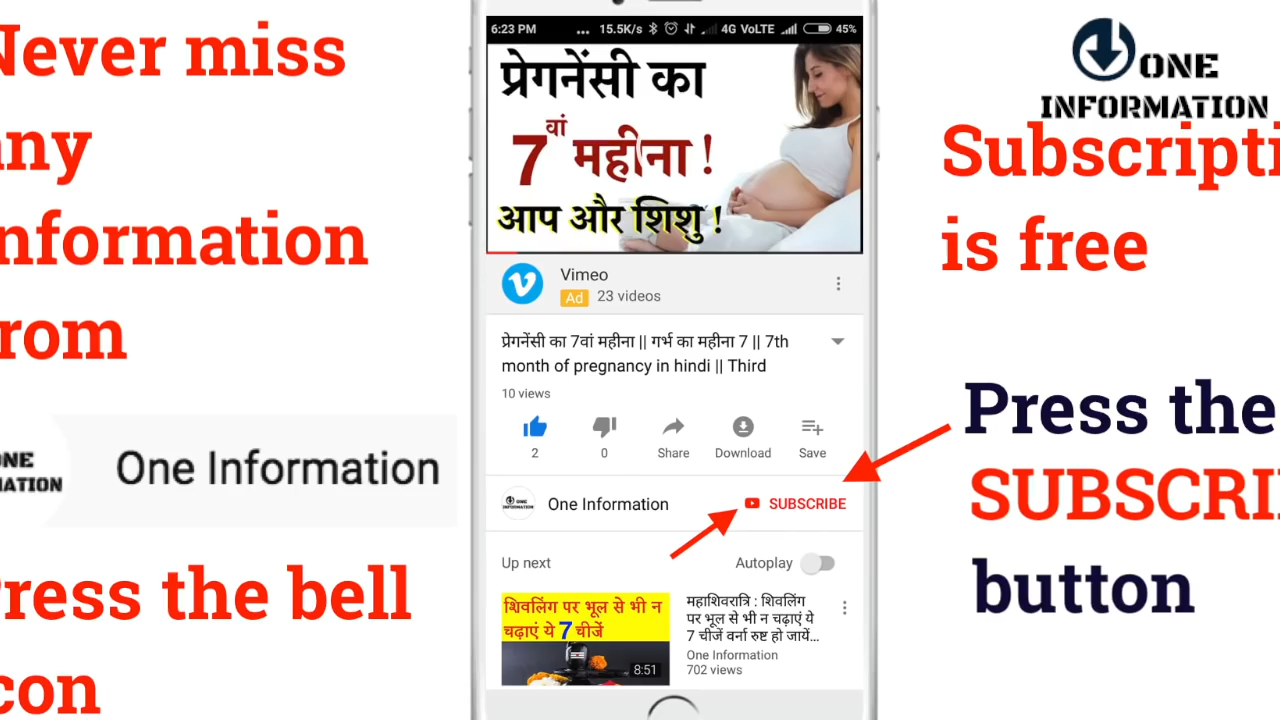 Never miss
any
Information
From
ONE
INFORMATION
One Information
Press the bell
icon
6:23 PM ... 15.5K/s 4G VoLTE 45%
प्रेगनेंसी का
7वां महीना !
आप और शिशु !
Vimeo
Ad 23 videos
प्रेगनेंसी का 7वां महीना || गर्भ का महीना 7 || 7th
month of pregnancy in hindi || Third
10 views
2 0 Share Download Save
ONE
INFORMATION
One Information SUBSCRIBE
Up next Autoplay
शिवलिंग पर भूल से भी न
चढ़ाएं ये 7 चीजें
8:51
महाशिवरात्रि : शिवलिंग
पर भूल से भी न चढ़ाएं ये
7 चीजें वर्ना रुष्ट हो जायें...
One Information
702 views
ONE
INFORMATION
Subscripti
is free
Press the
SUBSCRI
button